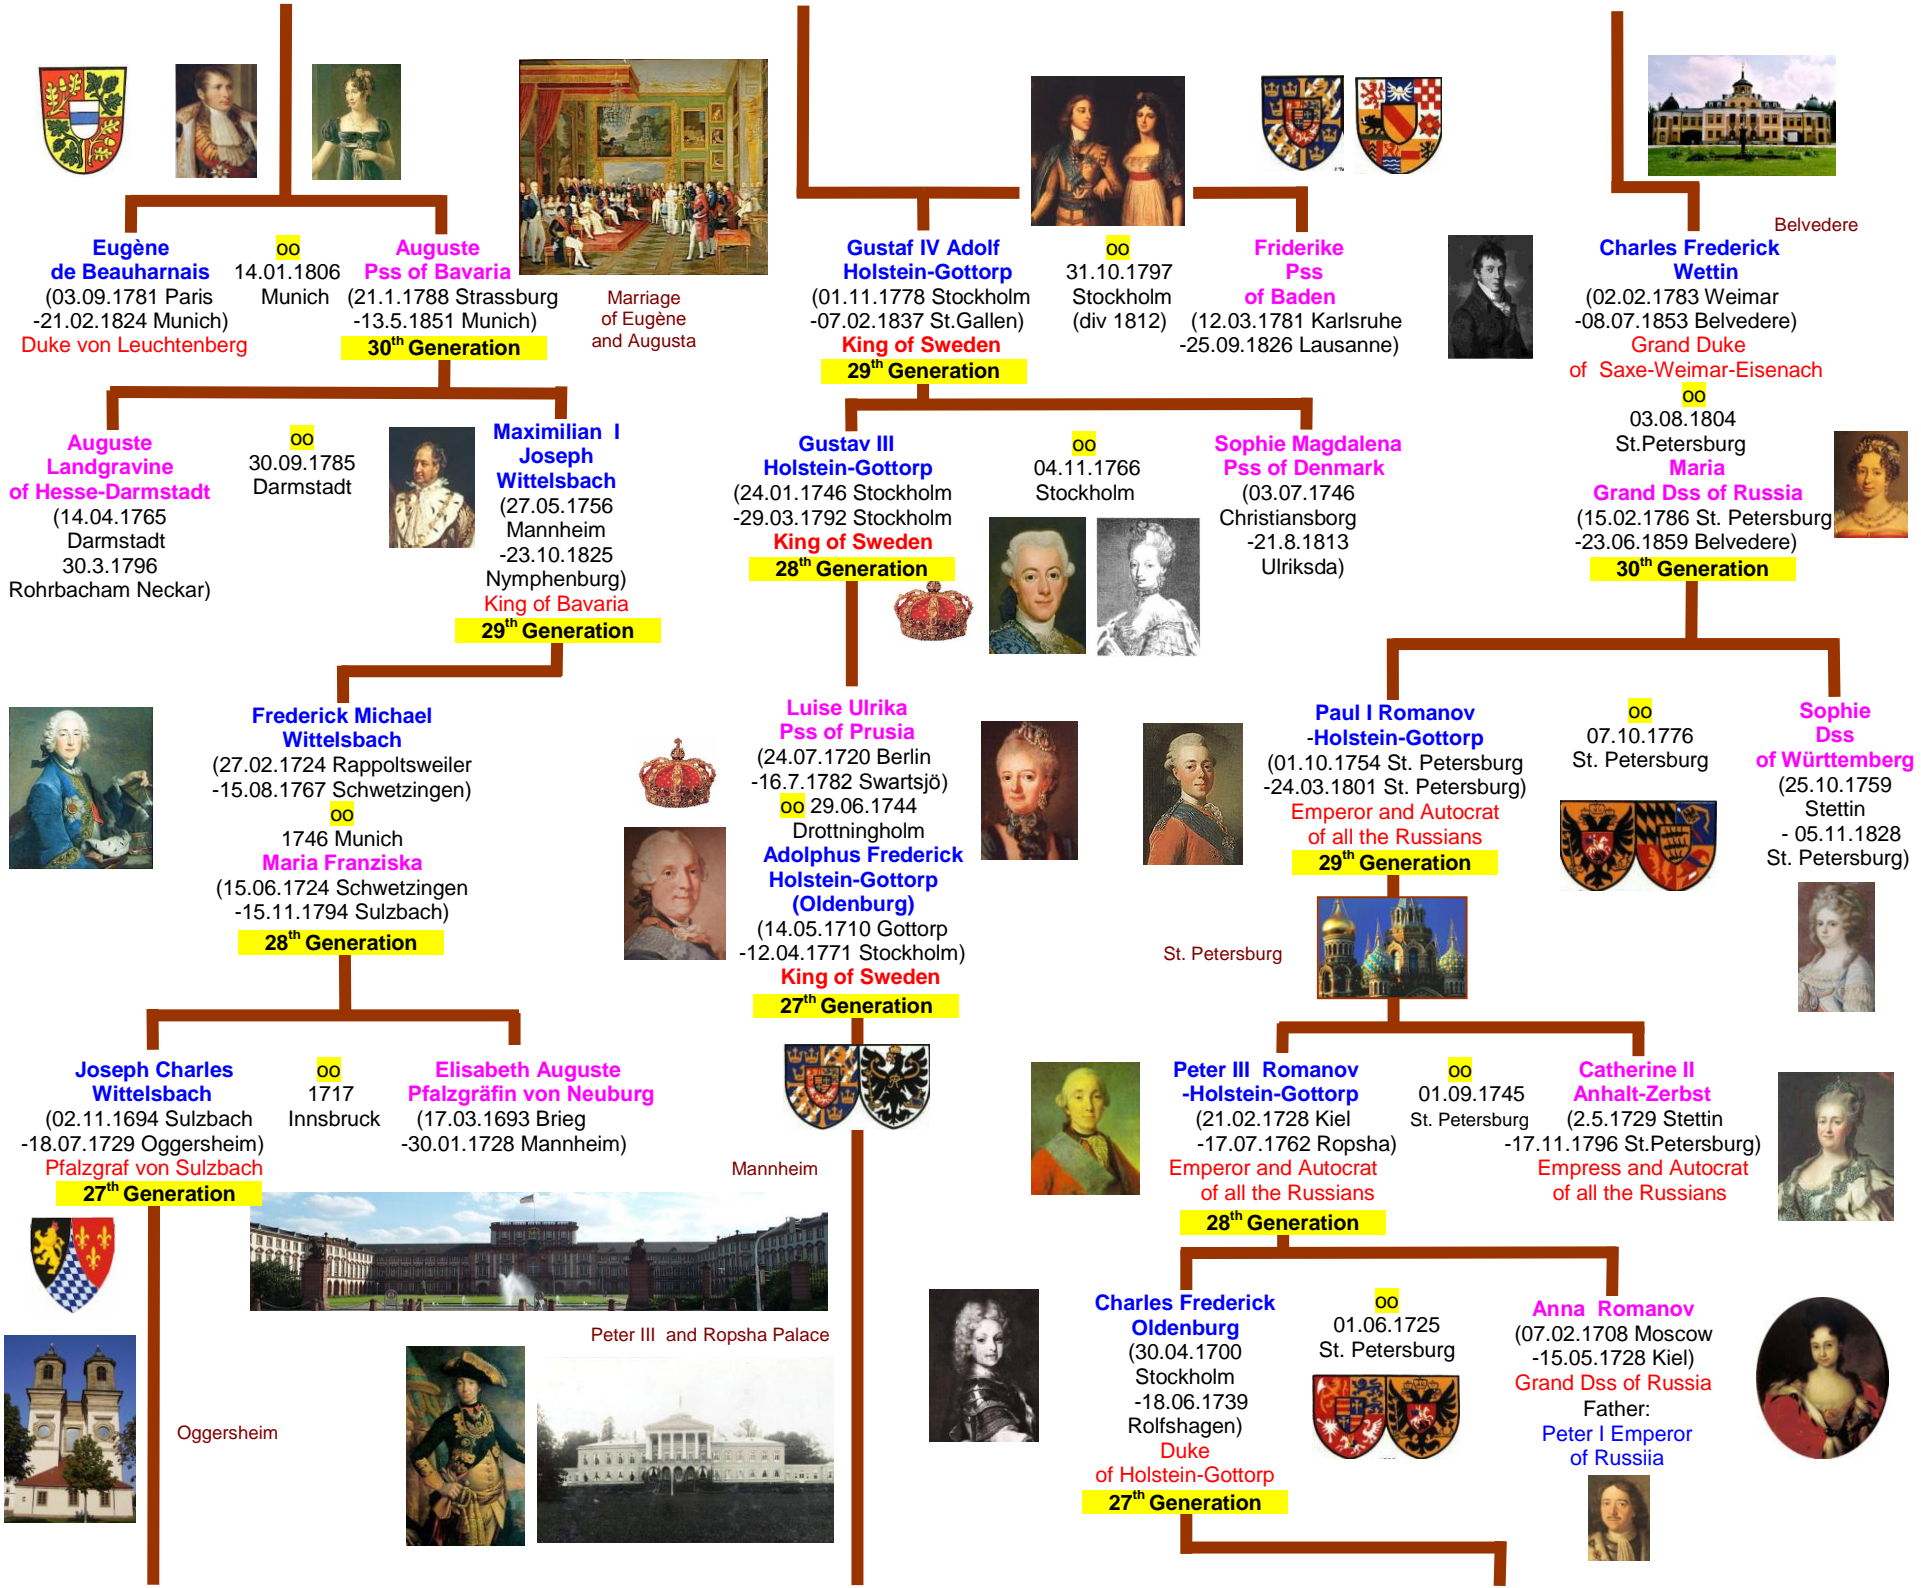 Eugène
de Beauharnais
(03.09.1781 Paris
-21.02.1824 Munich)
Duke von Leuchtenberg
oo
14.01.1806
Munich
Auguste
Pss of Bavaria
(21.1.1788 Strassburg
-13.5.1851 Munich)
30th Generation
Marriage
of Eugène
and Augusta
Auguste
Landgravine
of Hesse-Darmstadt
(14.04.1765
Darmstadt
30.3.1796
Rohrbacham Neckar)
oo
30.09.1785
Darmstadt
Maximilian I
Joseph
Wittelsbach
(27.05.1756
Mannheim
-23.10.1825
Nymphenburg)
King of Bavaria
29th Generation
Frederick Michael
Wittelsbach
(27.02.1724 Rappoltsweiler
-15.08.1767 Schwetzingen)
oo
1746 Munich
Maria Franziska
(15.06.1724 Schwetzingen
-15.11.1794 Sulzbach)
28th Generation
Joseph Charles
Wittelsbach
(02.11.1694 Sulzbach
-18.07.1729 Oggersheim)
Pfalzgraf von Sulzbach
27th Generation
oo
1717
Innsbruck
Elisabeth Auguste
Pfalzgräfin von Neuburg
(17.03.1693 Brieg
-30.01.1728 Mannheim)
Mannheim
Peter III and Ropsha Palace
Oggersheim
Gustaf IV Adolf
Holstein-Gottorp
(01.11.1778 Stockholm
-07.02.1837 St.Gallen)
King of Sweden
29th Generation
oo
31.10.1797
Stockholm
(div 1812)
Friderike
Pss
of Baden
(12.03.1781 Karlsruhe
-25.09.1826 Lausanne)
Gustav III
Holstein-Gottorp
(24.01.1746 Stockholm
-29.03.1792 Stockholm
King of Sweden
28th Generation
oo
04.11.1766
Stockholm
Sophie Magdalena
Pss of Denmark
(03.07.1746
Christiansborg
-21.8.1813
Ulriksda)
Luise Ulrika
Pss of Prusia
(24.07.1720 Berlin
-16.7.1782 Swartsjö)
oo 29.06.1744
Drottningholm
Adolphus Frederick
Holstein-Gottorp
(Oldenburg)
(14.05.1710 Gottorp
-12.04.1771 Stockholm)
King of Sweden
27th Generation
Belvedere
Charles Frederick
Wettin
(02.02.1783 Weimar
-08.07.1853 Belvedere)
Grand Duke
of Saxe-Weimar-Eisenach
oo
03.08.1804
St.Petersburg
Maria
Grand Dss of Russia
(15.02.1786 St. Petersburg
-23.06.1859 Belvedere)
30th Generation
Paul I Romanov
-Holstein-Gottorp
(01.10.1754 St. Petersburg
-24.03.1801 St. Petersburg)
Emperor and Autocrat
of all the Russians
29th Generation
oo
07.10.1776
St. Petersburg
Sophie
Dss
of Württemberg
(25.10.1759
Stettin
- 05.11.1828
St. Petersburg)
St. Petersburg
Peter III Romanov
-Holstein-Gottorp
(21.02.1728 Kiel
-17.07.1762 Ropsha)
Emperor and Autocrat
of all the Russians
28th Generation
oo
01.09.1745
St. Petersburg
Catherine II
Anhalt-Zerbst
(2.5.1729 Stettin
-17.11.1796 St.Petersburg)
Empress and Autocrat
of all the Russians
Charles Frederick
Oldenburg
(30.04.1700
Stockholm
-18.06.1739
Rolfshagen)
Duke
of Holstein-Gottorp
27th Generation
oo
01.06.1725
St. Petersburg
Anna Romanov
(07.02.1708 Moscow
-15.05.1728 Kiel)
Grand Dss of Russia
Father:
Peter I Emperor
of Russiia